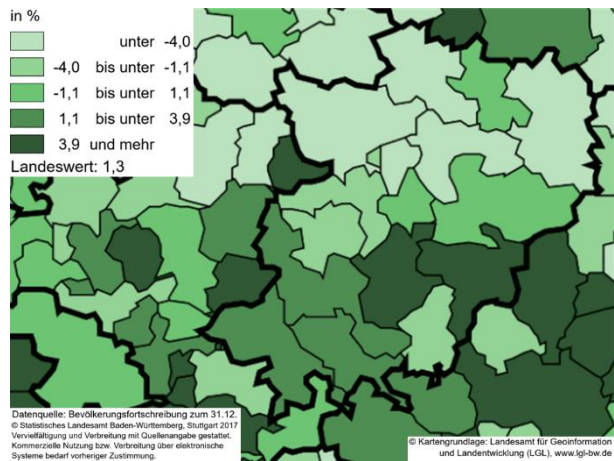 in %
unter -4,0
-4,0 bis unter -1,1
-1,1 bis unter 1,1
1,1 bis unter 3,9
3,9 und mehr
Landeswert: 1,3
Datenquelle: Bevölkerungsfortschreibung zum 31.12.
© Statistisches Landesamt Baden-Württemberg, Stuttgart 2017
Vervielfältigung und Verbreitung mit Quellenangabe gestattet.
Kommerzielle Nutzung bzw. Verbreitung über elektronische
Systeme bedarf vorheriger Zustimmung.
© Kartengrundlage: Landesamt für Geoinformation
und Landentwicklung (LGL), www.lgl-bw.de